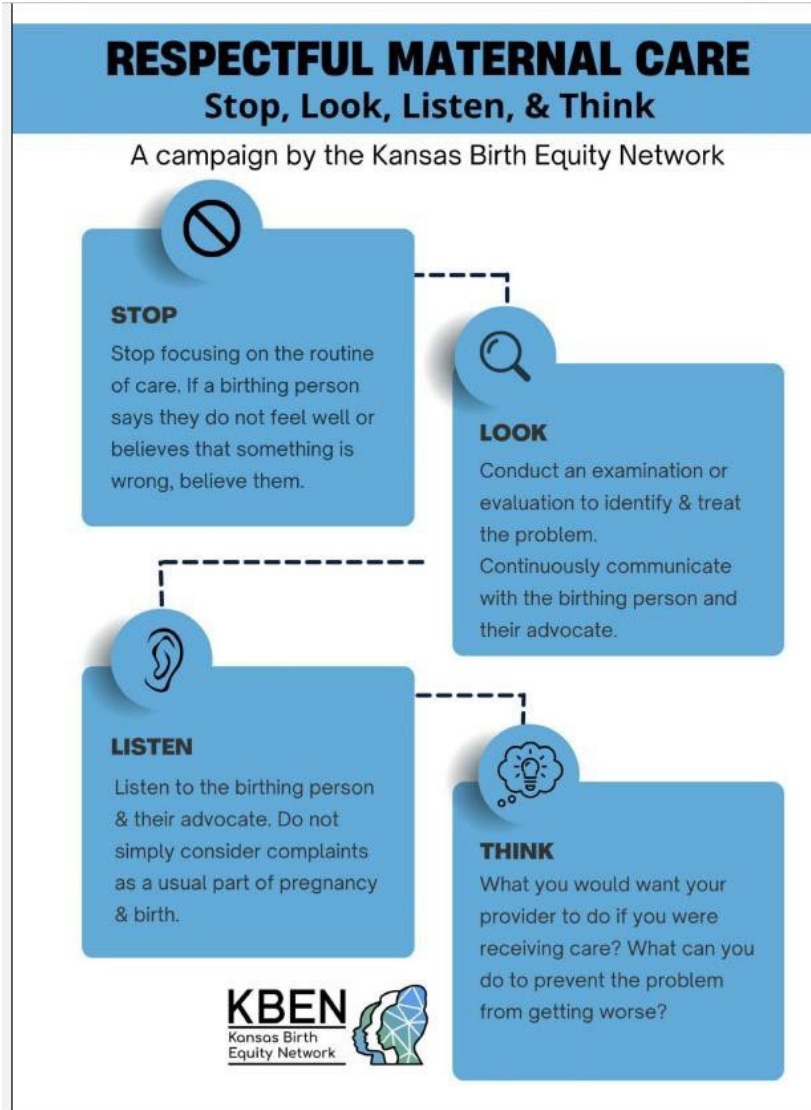 RESPECTFUL MATERNAL CARE
Stop, Look, Listen, & Think
A campaign by the Kansas Birth Equity Network
STOP
Stop focusing on the routine
of care. If a birthing person
says they do not feel well or
believes that something is
wrong, believe them.
LOOK
Conduct an examination or
evaluation to identify & treat
the problem.
Continuously communicate
with the birthing person and
their advocate.
LISTEN
Listen to the birthing person
& their advocate. Do not
simply consider complaints
as a usual part of pregnancy
& birth.
THINK
What you would want your
provider to do if you were
receiving care? What can you
do to prevent the problem
from getting worse?
KBEN
Kansas Birth
Equity Network